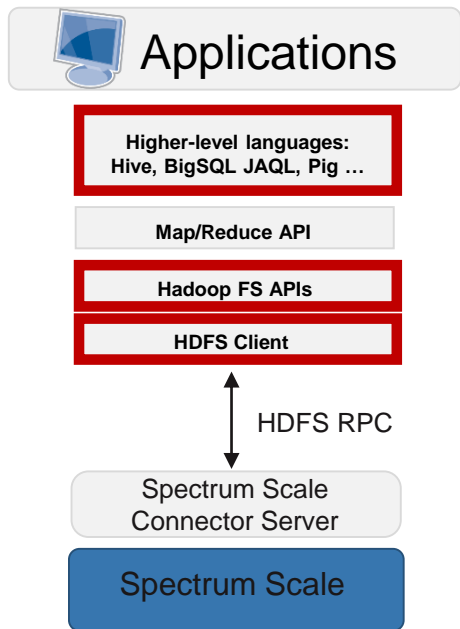 Applications
Higher-level languages:
Hive, BigSQL JAQL, Pig …
Map/Reduce API
Hadoop FS APIs
HDFS Client
HDFS RPC
Spectrum Scale
Connector Server
Spectrum Scale